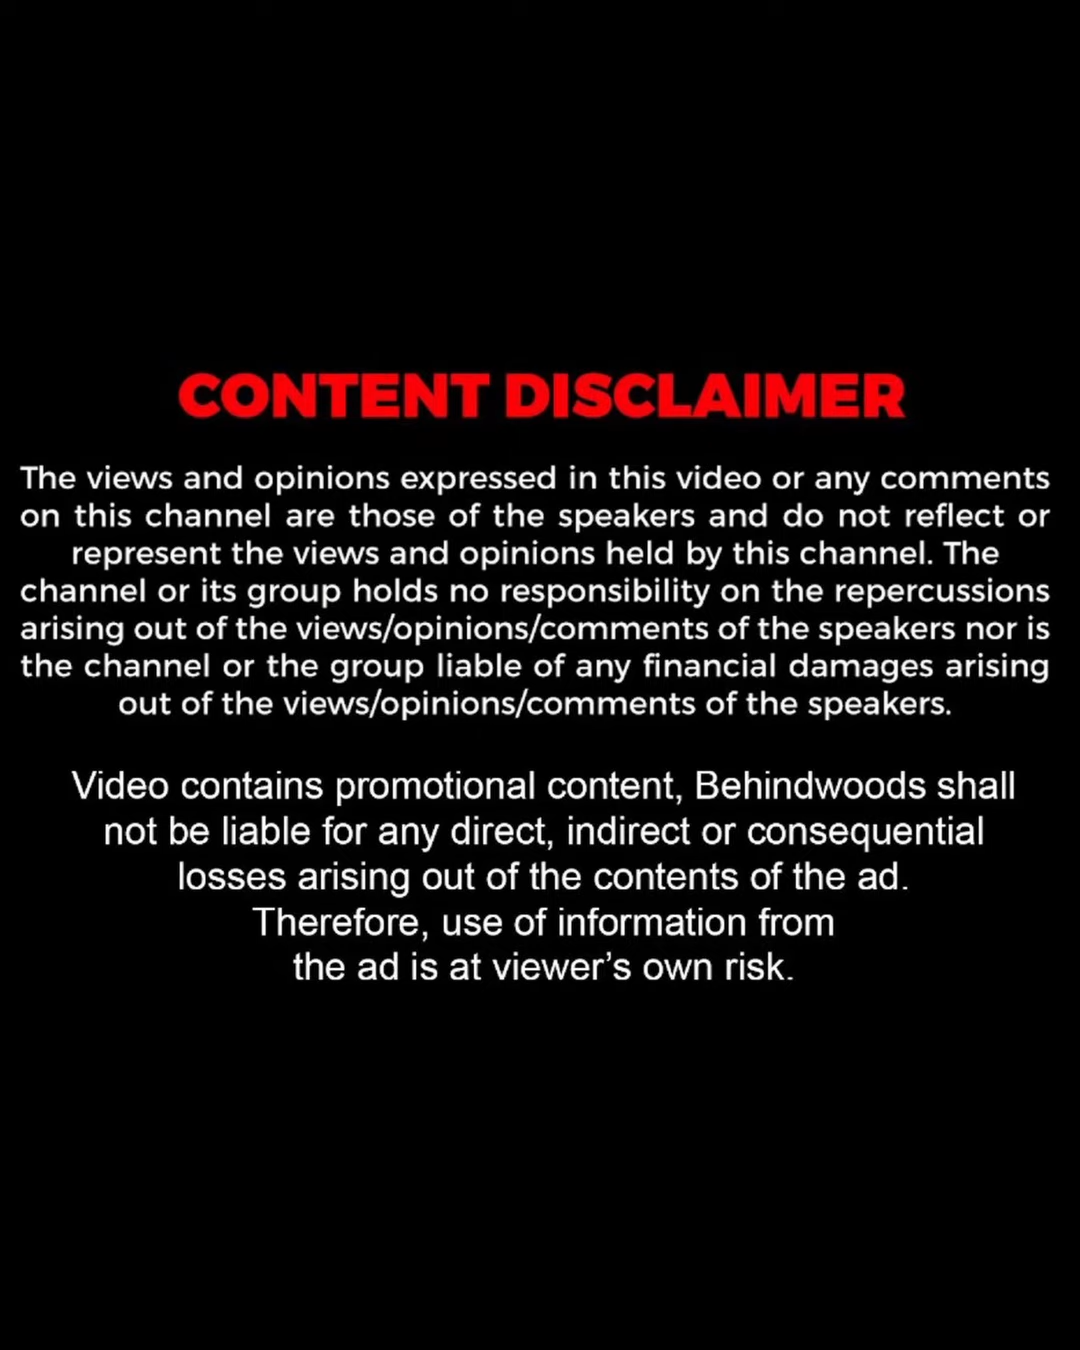 CONTENT DISCLAIMER
The views and opinions expressed in this video or any comments
on this channel are those of the speakers and do not reflect or
represent the views and opinions held by this channel. The
channel or its group holds no responsibility on the repercussions
arising out of the views/opinions/comments of the speakers nor is
the channel or the group liable of any financial damages arising
out of the views/opinions/comments of the speakers.
Video contains promotional content, Behindwoods shall
not be liable for any direct, indirect or consequential
losses arising out of the contents of the ad.
Therefore, use of information from
the ad is at viewer’s own risk.